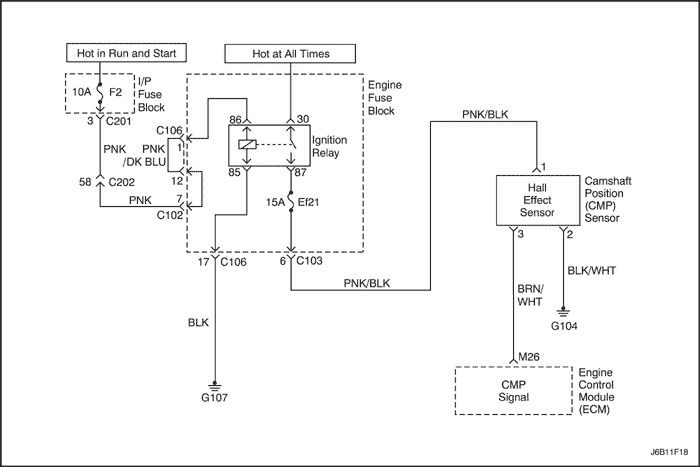 Hot in Run and Start
Hot at All Times
10A
F2
I/P
Fuse
Block
Engine
Fuse
Block
3
C201
C106
1
86
30
Ignition
Relay
PNK/BLK
PNK
PNK
/DK BLU
85
87
1
58
C202
12
15A
Ef21
Hall
Effect
Sensor
Camshaft
Position
(CMP)
Sensor
PNK
7
C102
3
2
17
C106
6
C103
BLK/WHT
PNK/BLK
BRN/
WHT
BLK
G104
G107
M26
CMP
Signal
Engine
Control
Module
(ECM)
J6B11F18